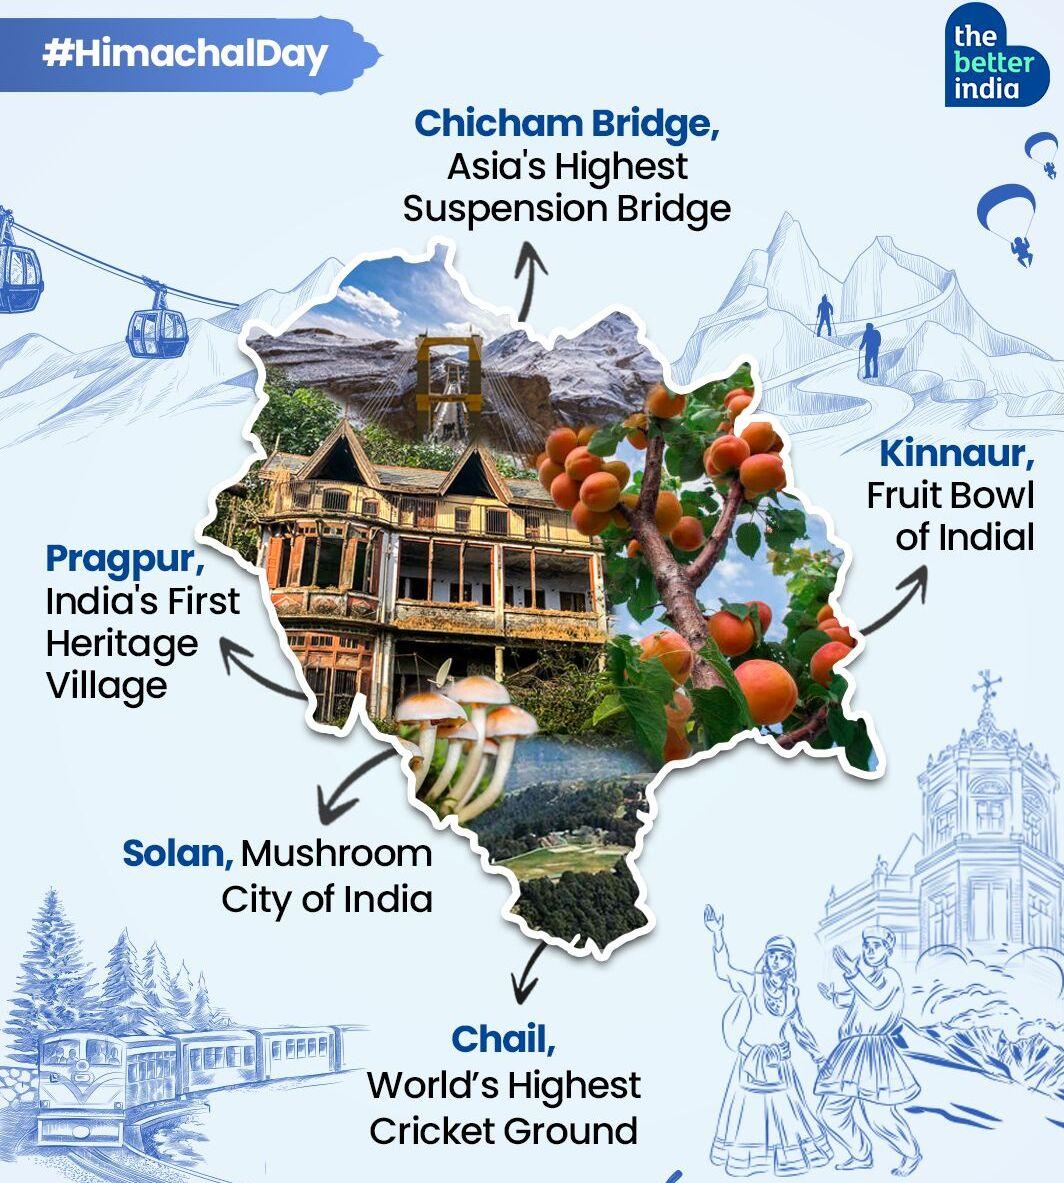 #HimachalDay
the
better
india
Chicham Bridge,
Asia's Highest
Suspension Bridge
Kinnaur,
Fruit Bowl
of Indial
Pragpur,
India's First
Heritage
Village
Solan, Mushroom
City of India
Chail,
World’s Highest
Cricket Ground